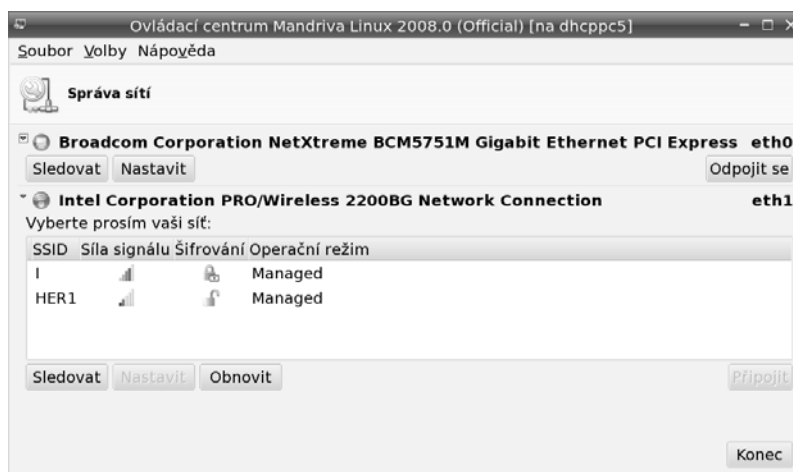 Ovládací centrum Mandriva Linux 2008.0 (Official) [na dhcppc5]
Soubor Volby Nápověda
Správa sítí
Broadcom Corporation NetXtreme BCM5751M Gigabit Ethernet PCI Express eth0
Sledovat Nastavit Odpojit se
Intel Corporation PRO/Wireless 2200BG Network Connection eth1
Vyberte prosím vaši síť:
SSID Síla signálu Šifrování Operační režim
I Managed
HER1 Managed
Sledovat Nastavit Obnovit Připojit
Konec